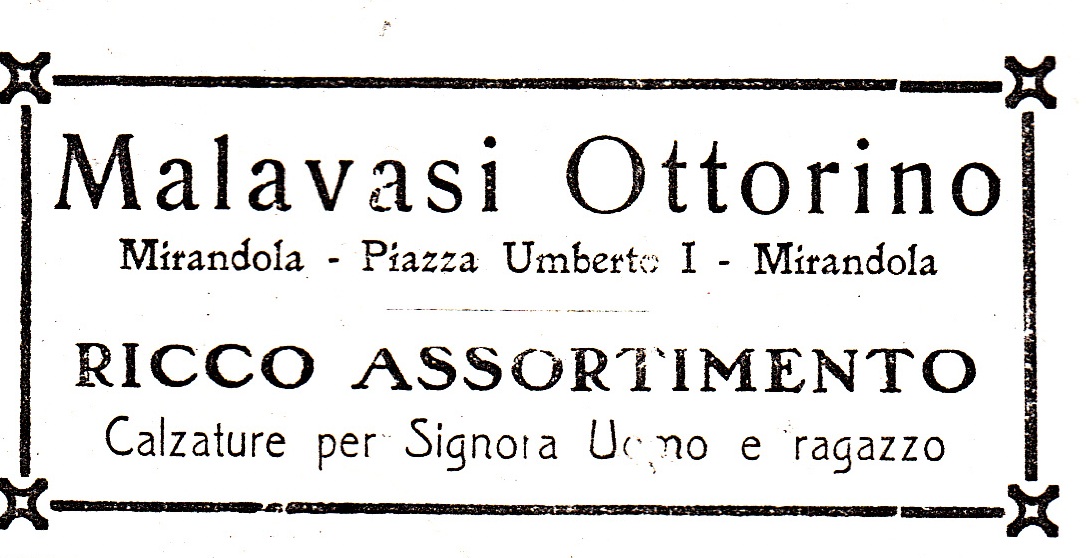 Malavasi Ottorino
Mirandola - Piazza Umberto I - Mirandola
RICCO ASSORTIMENTO
Calzature per Signora Uomo e ragazzo